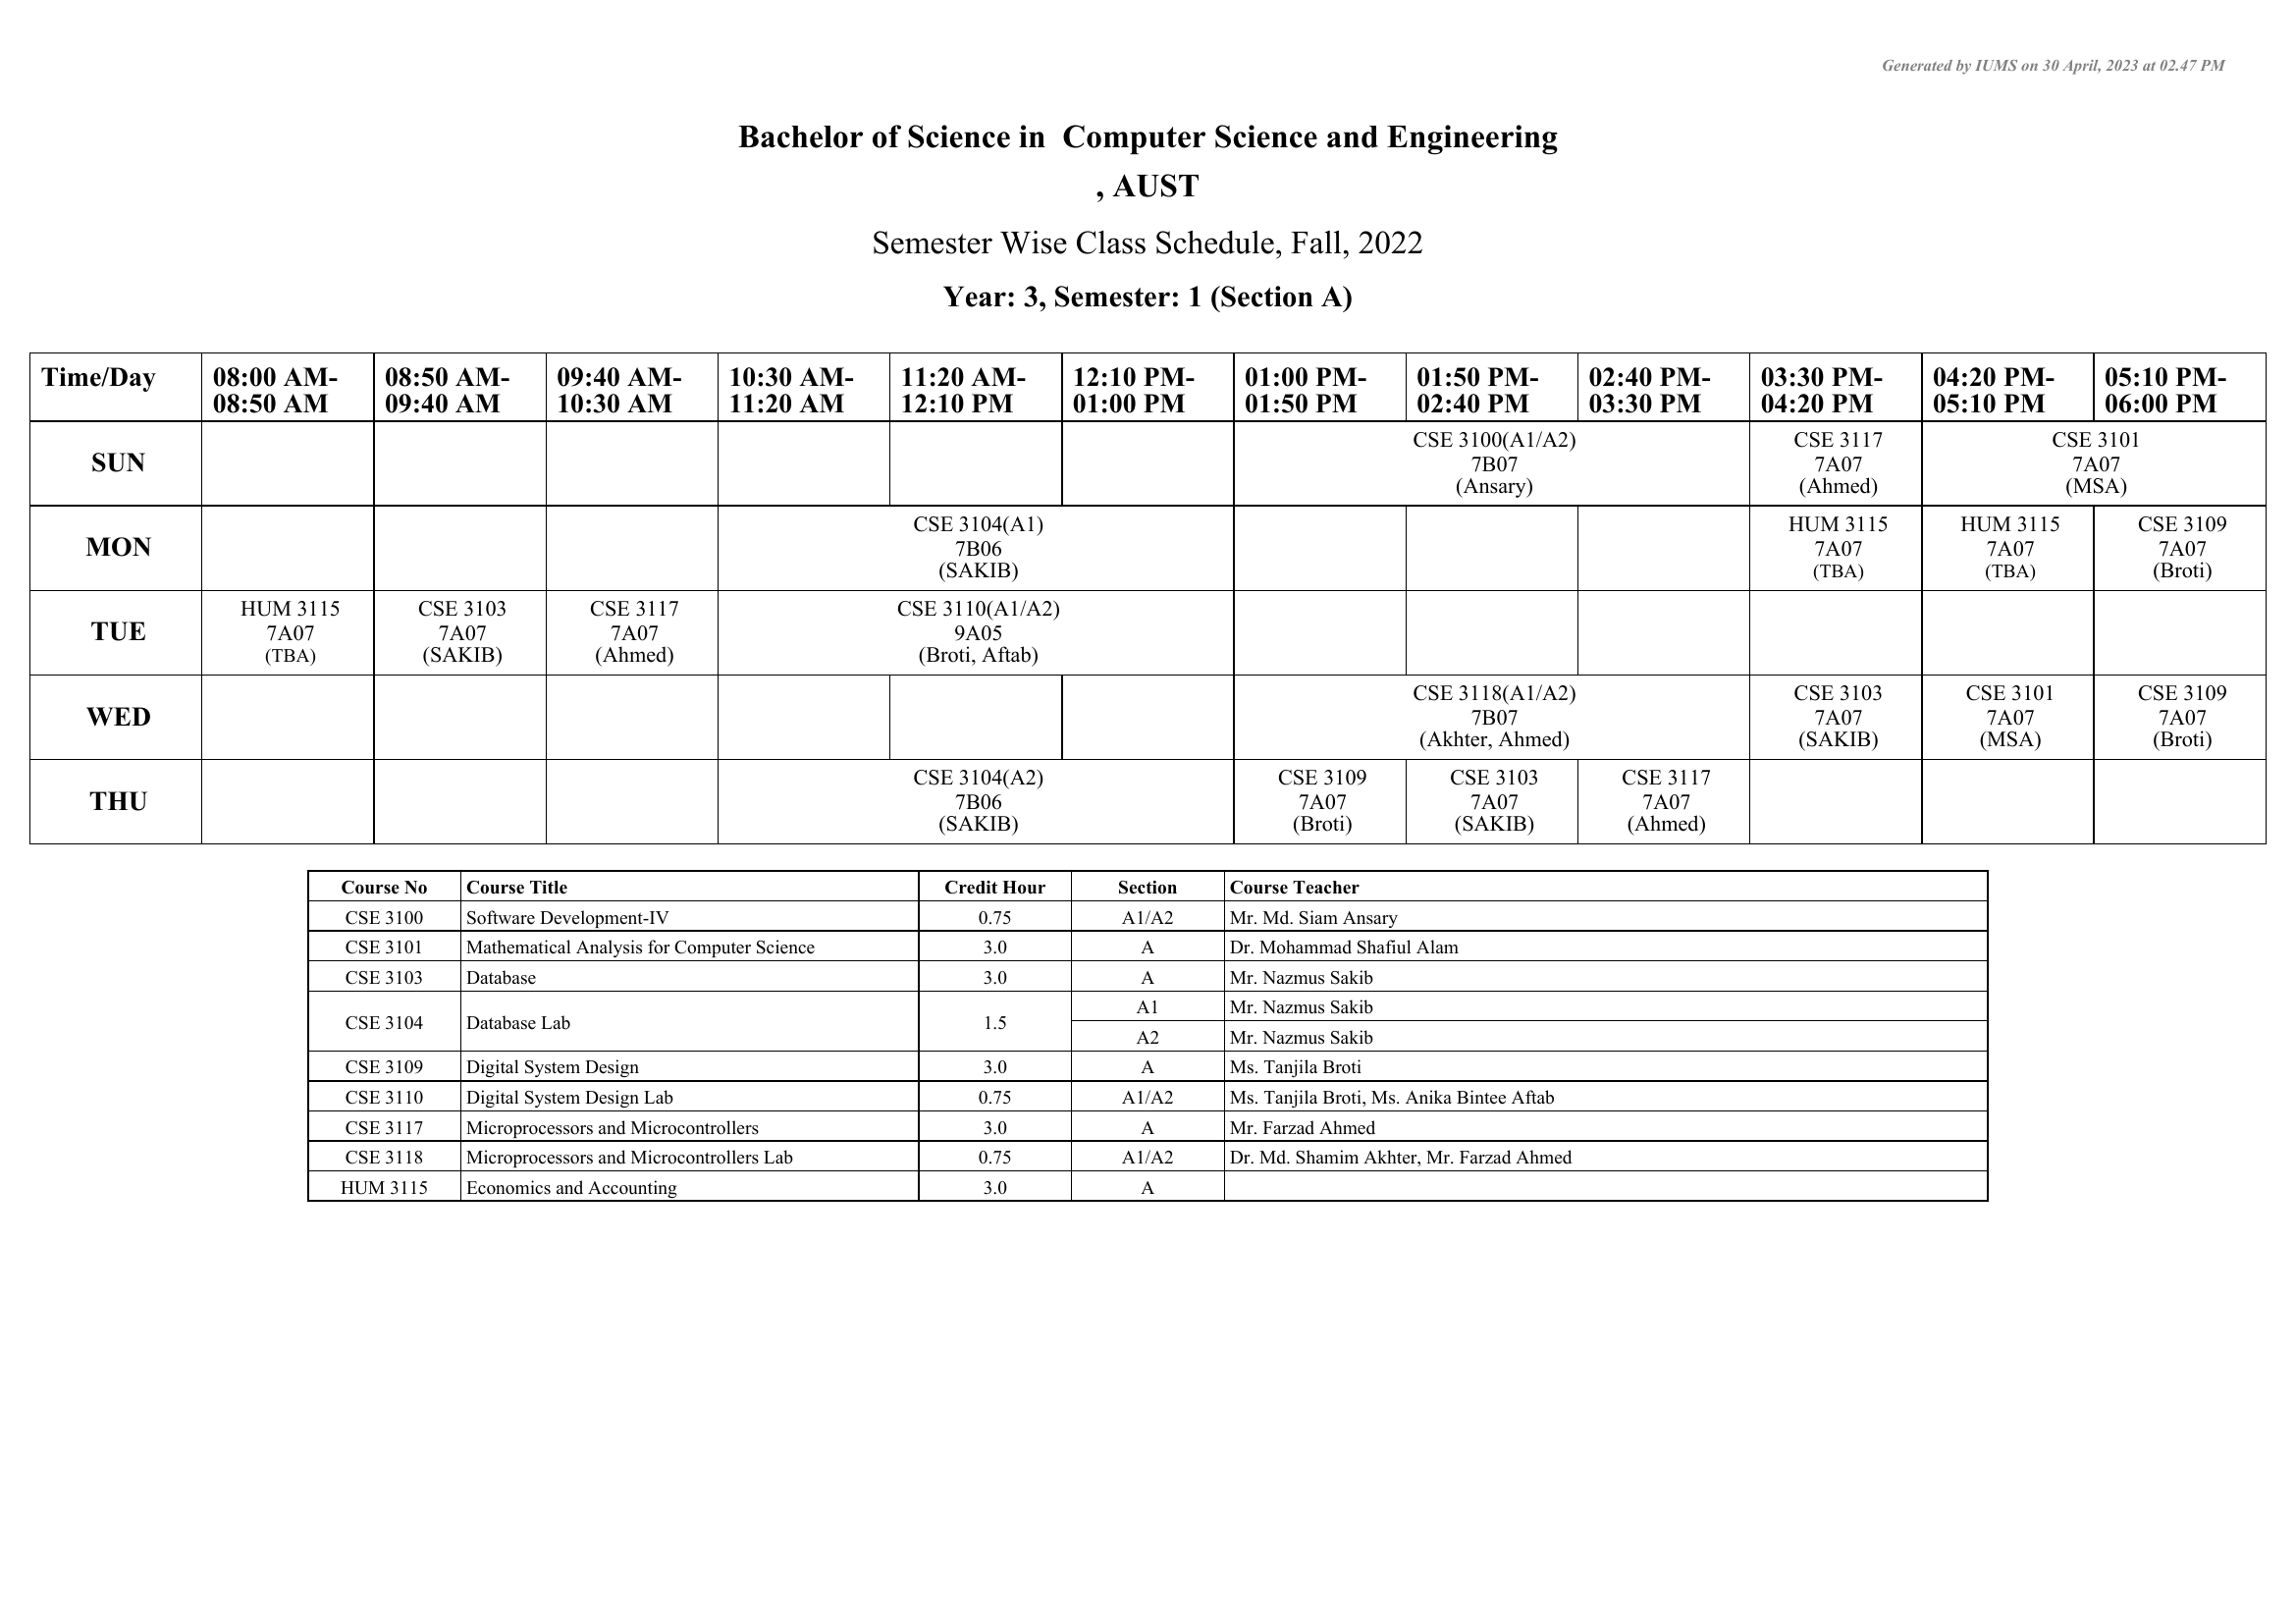 Generated by IUMS on 30 April, 2023 at 02.47 PM
Bachelor of Science in  Computer Science and Engineering
, AUST
Semester Wise Class Schedule, Fall, 2022
Year: 3, Semester: 1 (Section A)
Time/Day 08:00 AM- 08:50 AM- 09:40 AM- 10:30 AM- 11:20 AM- 12:10 PM- 01:00 PM- 01:50 PM- 02:40 PM- 03:30 PM- 04:20 PM- 05:10 PM-
08:50 AM 09:40 AM 10:30 AM 11:20 AM 12:10 PM 01:00 PM 01:50 PM 02:40 PM 03:30 PM 04:20 PM 05:10 PM 06:00 PM
CSE 3100(A1/A2) CSE 3117 CSE 3101
SUN 7B07 7A07 7A07
(Ansary) (Ahmed) (MSA)
CSE 3104(A1) HUM 3115 HUM 3115 CSE 3109
MON 7B06 7A07 7A07 7A07
(SAKIB) (TBA) (TBA) (Broti)
HUM 3115 CSE 3103 CSE 3117 CSE 3110(A1/A2)
TUE 7A07 7A07 7A07 9A05
(TBA) (SAKIB) (Ahmed) (Broti, Aftab)
CSE 3118(A1/A2) CSE 3103 CSE 3101 CSE 3109
WED 7B07 7A07 7A07 7A07
(Akhter, Ahmed) (SAKIB) (MSA) (Broti)
CSE 3104(A2) CSE 3109 CSE 3103 CSE 3117
THU 7B06 7A07 7A07 7A07
(SAKIB) (Broti) (SAKIB) (Ahmed)
Course No Course Title Credit Hour Section Course Teacher
CSE 3100 Software Development-IV 0.75 A1/A2 Mr. Md. Siam Ansary
CSE 3101 Mathematical Analysis for Computer Science 3.0 A Dr. Mohammad Shafiul Alam
CSE 3103 Database 3.0 A Mr. Nazmus Sakib
A1 Mr. Nazmus Sakib
CSE 3104 Database Lab 1.5
A2 Mr. Nazmus Sakib
CSE 3109 Digital System Design 3.0 A Ms. Tanjila Broti
CSE 3110 Digital System Design Lab 0.75 A1/A2 Ms. Tanjila Broti, Ms. Anika Bintee Aftab
CSE 3117 Microprocessors and Microcontrollers 3.0 A Mr. Farzad Ahmed
CSE 3118 Microprocessors and Microcontrollers Lab 0.75 A1/A2 Dr. Md. Shamim Akhter, Mr. Farzad Ahmed
HUM 3115 Economics and Accounting 3.0 A